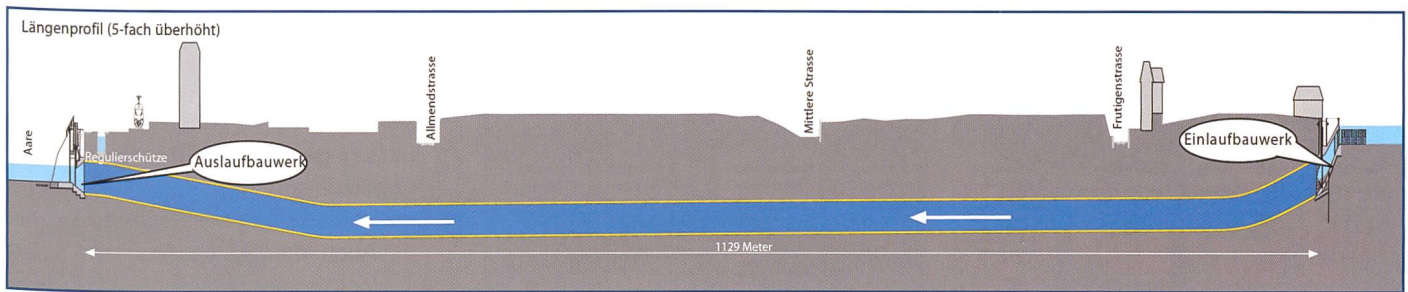 Längenprofil (5-fach überhöht)
Aare
Regulierschütze
Auslaufbauwerk
Allmendstrasse
Mittlere Strasse
Frutigenstrasse
Einlaufbauwerk
1129 Meter